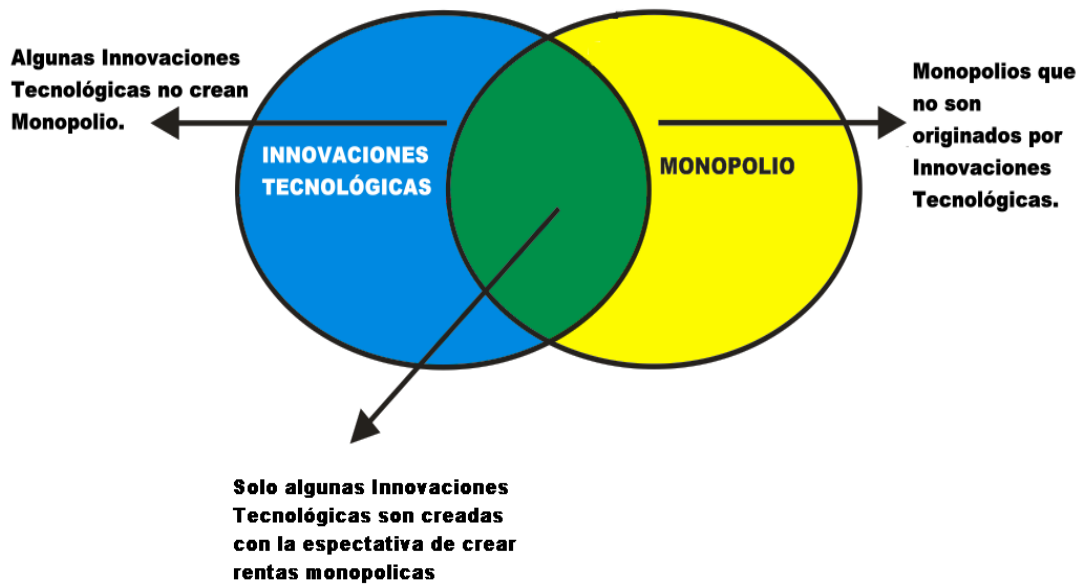 Algunas Innovaciones
Tecnológicas no crean
Monopolio.
INNOVACIONES
TECNOLÓGICAS
MONOPOLIO
Monopolios que
no son
originados por
Innovaciones
Tecnológicas.
Solo algunas Innovaciones
Tecnológicas son creadas
con la espectativa de crear
rentas monopolicas